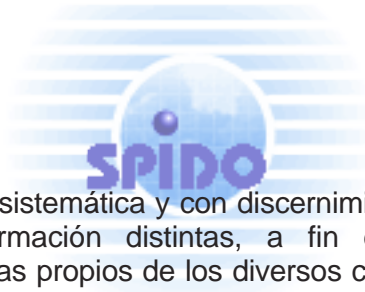 SPIDO
sistemática y con discernimi
rmación distintas, a fin
as propios de los diversos c